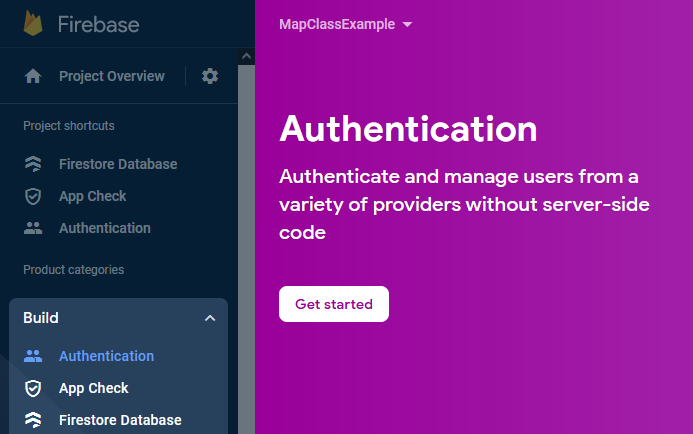 Firebase
Project Overview
Project shortcuts
Firestore Database
App Check
Authentication
Product categories
Build
Authentication
App Check
Firestore Database
MapClassExample
Authentication
Authenticate and manage users from a
variety of providers without server-side
code
Get started